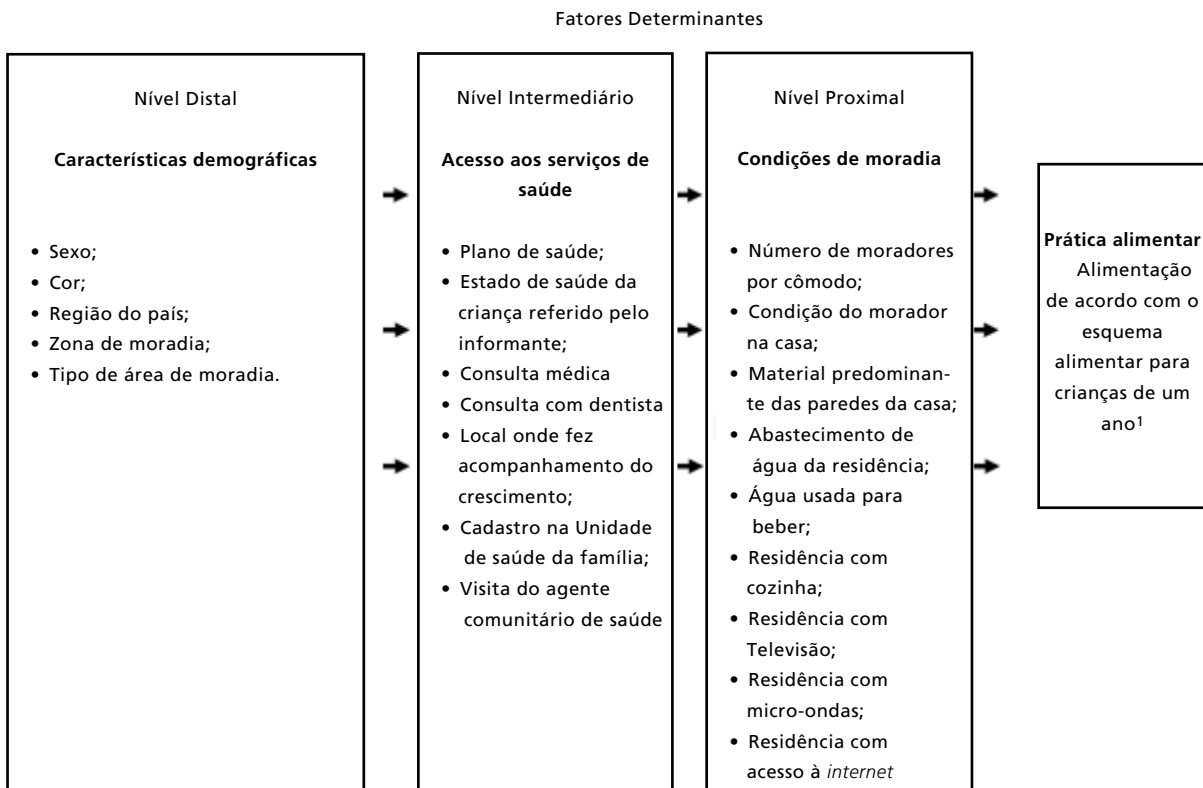 Fatores Determinantes
Nível Distal
Características demográficas
• Sexo;
• Cor;
• Região do país;
• Zona de moradia;
• Tipo de área de moradia.
Nível Intermediário
Acesso aos serviços de
saúde
• Plano de saúde;
• Estado de saúde da
criança referido pelo
informante;
• Consulta médica
• Consulta com dentista
• Local onde fez
acompanhamento do
crescimento;
• Cadastro na Unidade
de saúde da família;
• Visita do agente
comunitário de saúde
Nível Proximal
Condições de moradia
• Número de moradores
por cômodo;
• Condição do morador
na casa;
• Material predominan-
te das paredes da casa;
• Abastecimento de
água da residência;
• Água usada para
beber;
• Residência com
cozinha;
• Residência com
Televisão;
• Residência com
micro-ondas;
• Residência com
acesso à internet
Prática alimentar
Alimentação
de acordo com o
esquema
alimentar para
crianças de um
ano¹